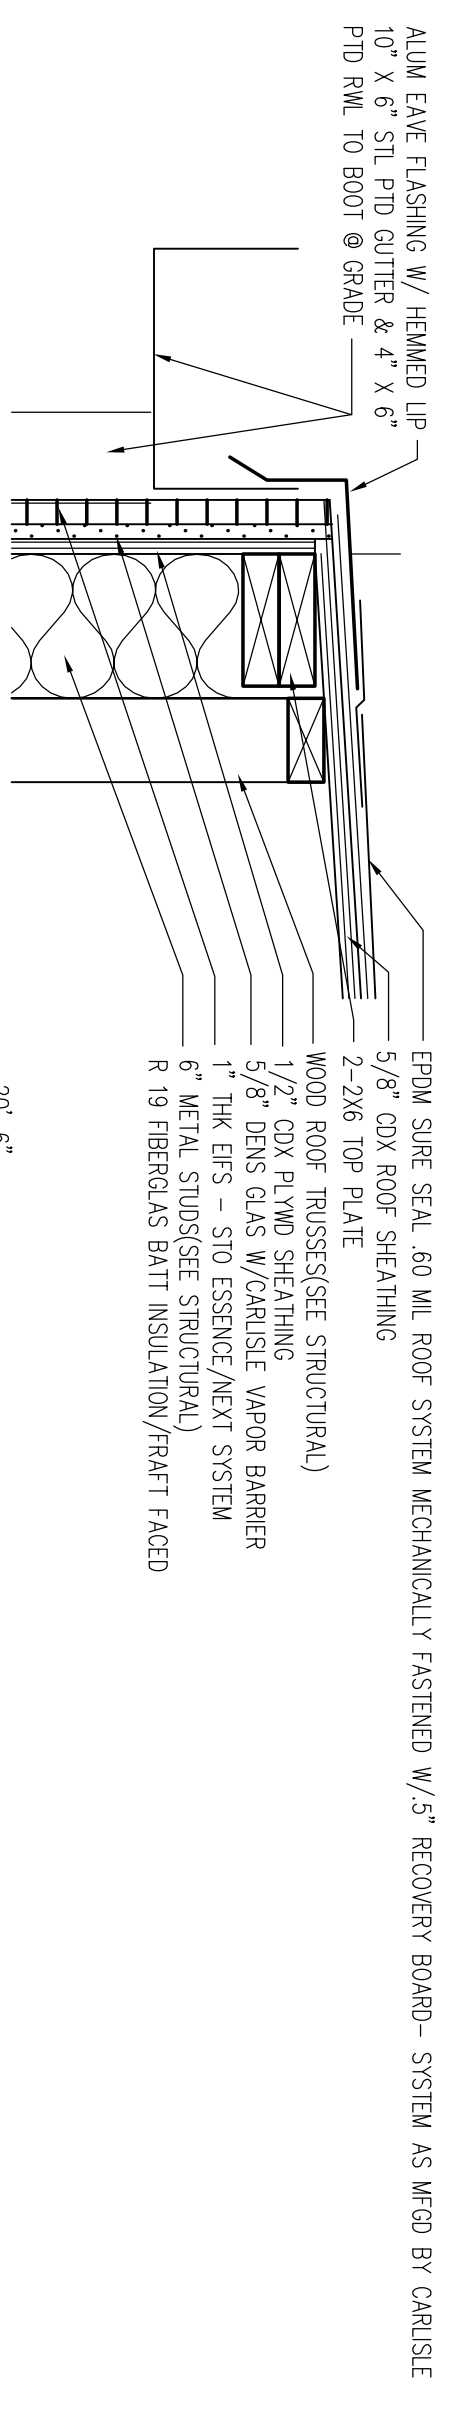 ALUM EAVE FLASHING W/ HEMMED LIP
10" X 6" STL PTD GUTTER & 4" X 6"
PTD RWL TO BOOT @ GRADE
EPDM SURE SEAL .60 MIL ROOF SYSTEM MECHANICALLY FASTENED W/.5" RECOVERY BOARD- SYSTEM AS MFGD BY CARLISLE
5/8" CDX ROOF SHEATHING
2-2X6 TOP PLATE
WOOD ROOF TRUSSES(SEE STRUCTURAL)
1/2" CDX PLYWD SHEATHING
5/8" DENS GLAS W/CARLISLE VAPOR BARRIER
1" THK EIFS - STO ESSENCE/NEXT SYSTEM
6" METAL STUDS(SEE STRUCTURAL)
R 19 FIBERGLAS BATT INSULATION/FRAFT FACED